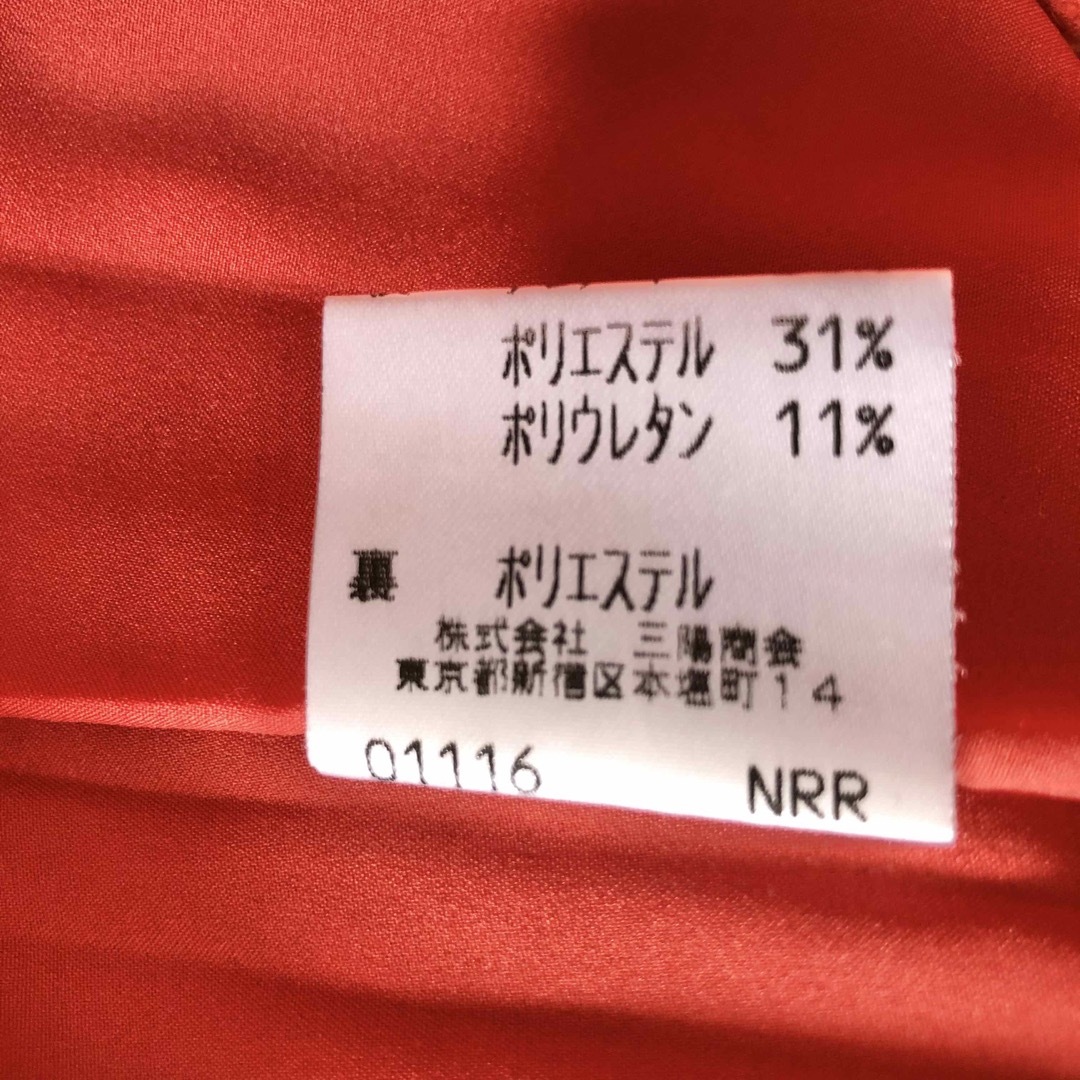 ポリエステル 31%
ポリウレタン 11%
裏 ポリエステル
株式会社 三陽商会
東京都新宿区本塩町14
01116 NRR